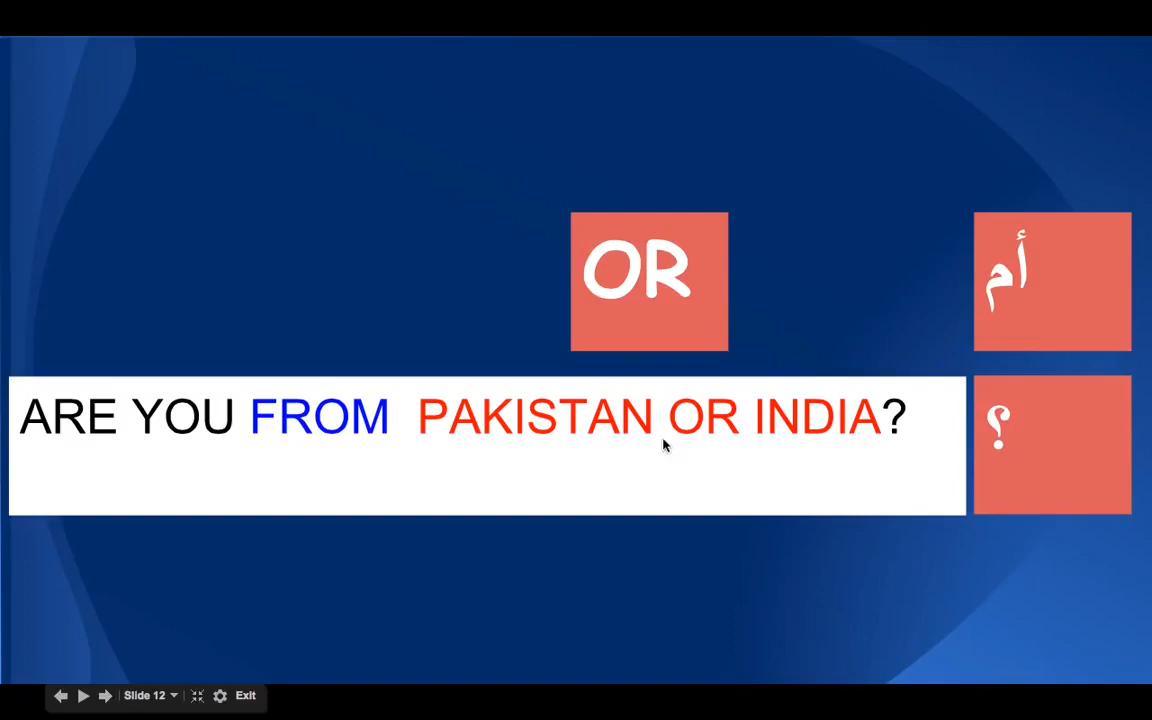 OR
أم
ARE YOU FROM PAKISTAN OR INDIA?
؟
Slide 12
Exit